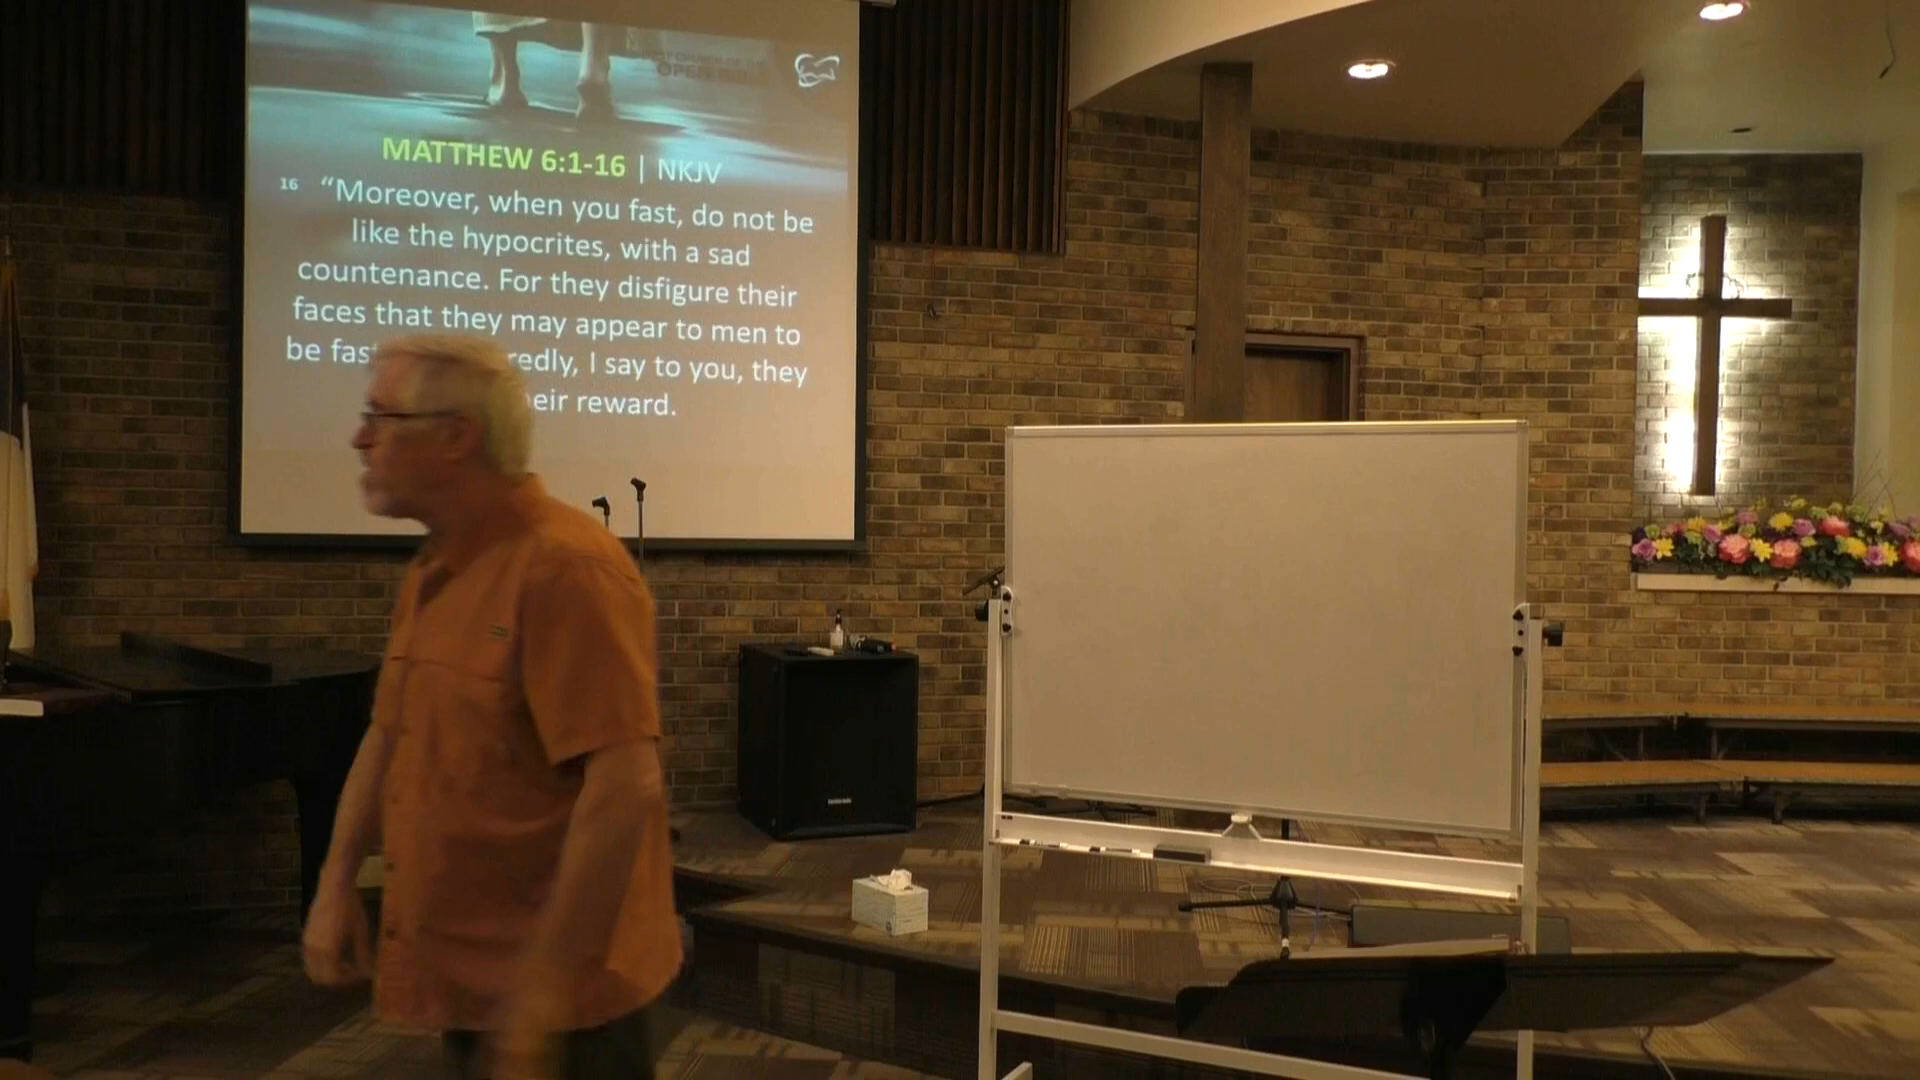 OPEN
MATTHEW 6:1-16 | NKJV
16 “Moreover, when you fast, do not be
like the hypocrites, with a sad
countenance. For they disfigure their
faces that they may appear to men to
be fas redly, I say to you, they
eir reward.